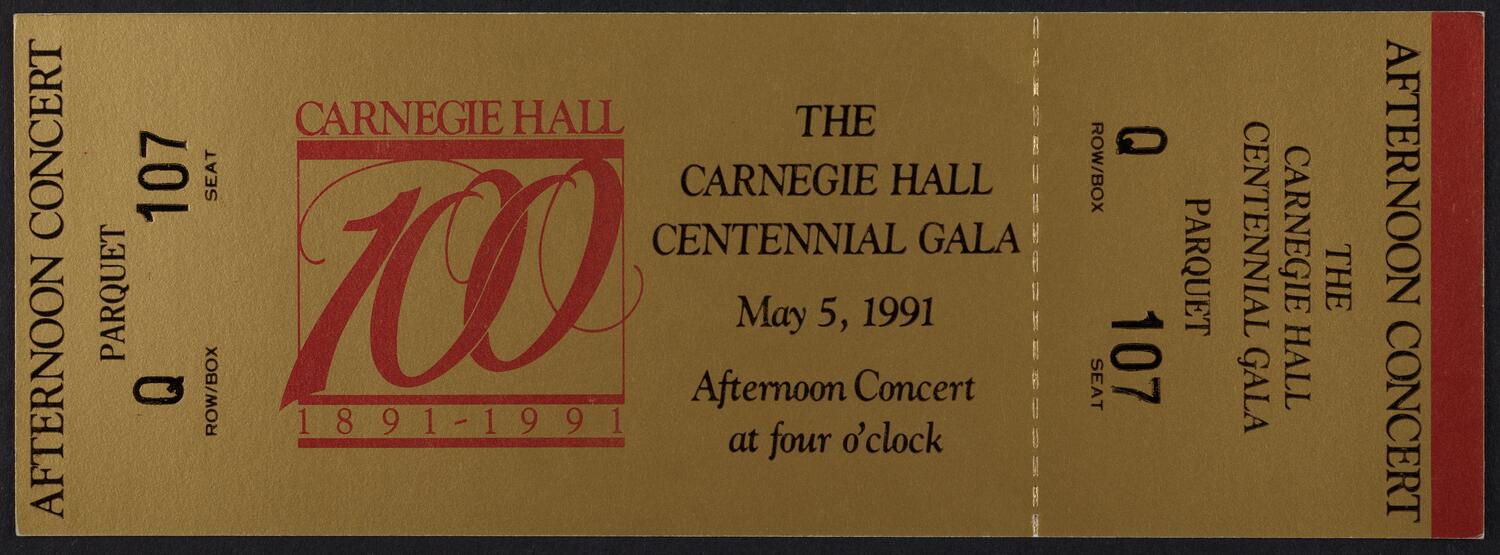 AFTERNOON CONCERT
PARQUET
Q 107
ROW/BOX SEAT
CARNEGIE HALL
100
1891-1991
THE
CARNEGIE HALL
CENTENNIAL GALA
May 5, 1991
Afternoon Concert
at four o'clock
AFTERNOON CONCERT
THE
CARNEGIE HALL
CENTENNIAL GALA
PARQUET
Q 107
ROW/BOX SEAT